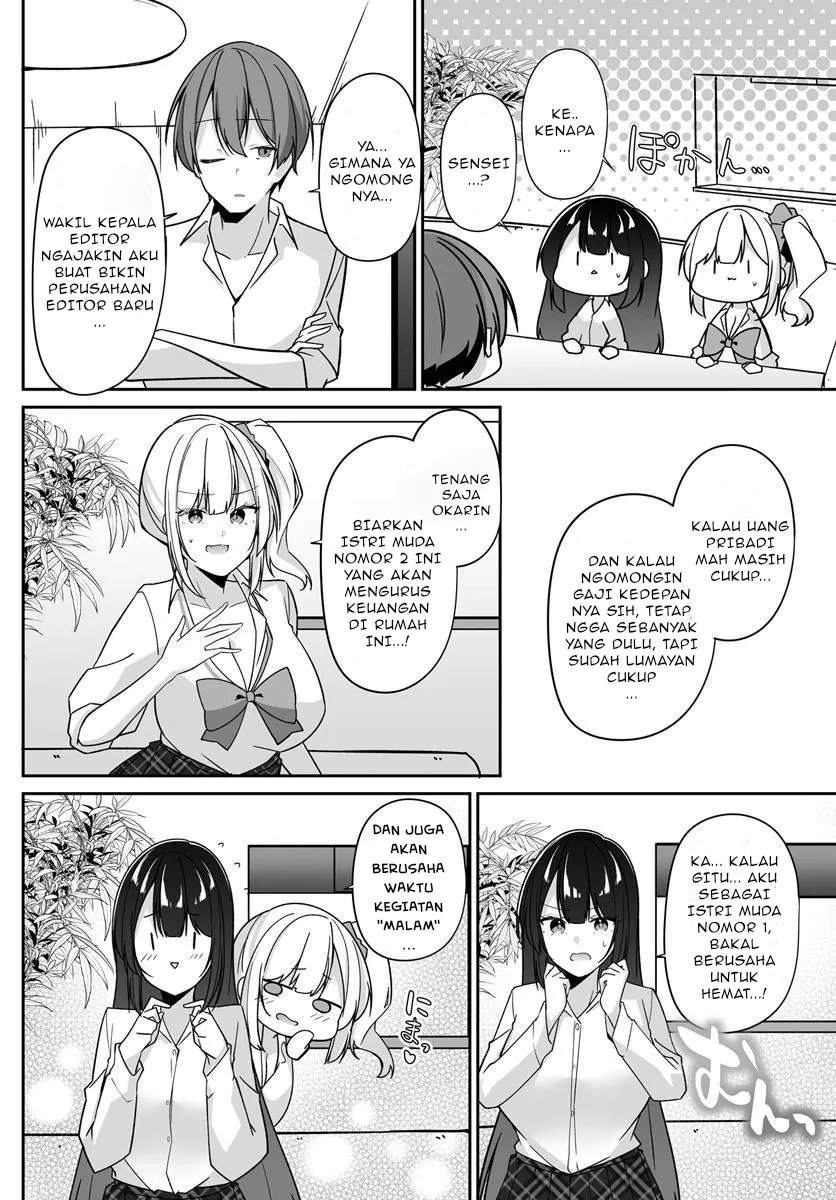 KE..
KENAPA
...
SENSEI
...?
ぽかん...
YA...
GIMANA YA
NGOMONG
NYA...
WAKIL KEPALA
EDITOR
NGAJAKIN AKU
BUAT BIKIN
PERUSAHAAN
EDITOR BARU
...
KALAU UANG
PRIBADI
MAH MASIH
CUKUP...
DAN KALAU
NGOMONGIN
GAJI KEDEPAN
NYA SIH, TETAP
NGGA SEBANYAK
YANG DULU, TAPI
SUDAH LUMAYAN
CUKUP
...
TENANG
SAJA
OKARIN
...
BIARKAN
ISTRI MUDA
NOMOR 2 INI
YANG AKAN
MENGURUS
KEUANGAN
DI RUMAH
INI...!
KA... KALAU
GITU... AKU
SEBAGAI
ISTRI MUDA
NOMOR 1,
BAKAL
BERUSAHA
UNTUK
HEMAT...!
むんっ
DAN JUGA
AKAN
BERUSAHA
WAKTU
KEGIATAN
"MALAM"
...
にまっ